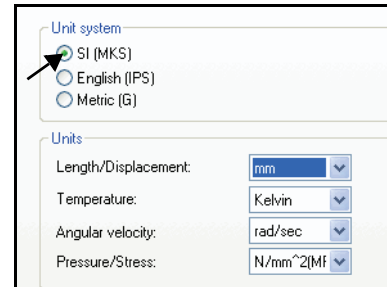 Unit system
SI (MKS)
English (IPS)
Metric (G)
Units
Length/Displacement: mm
Temperature: Kelvin
Angular velocity: rad/sec
Pressure/Stress: N/mm^2(MF